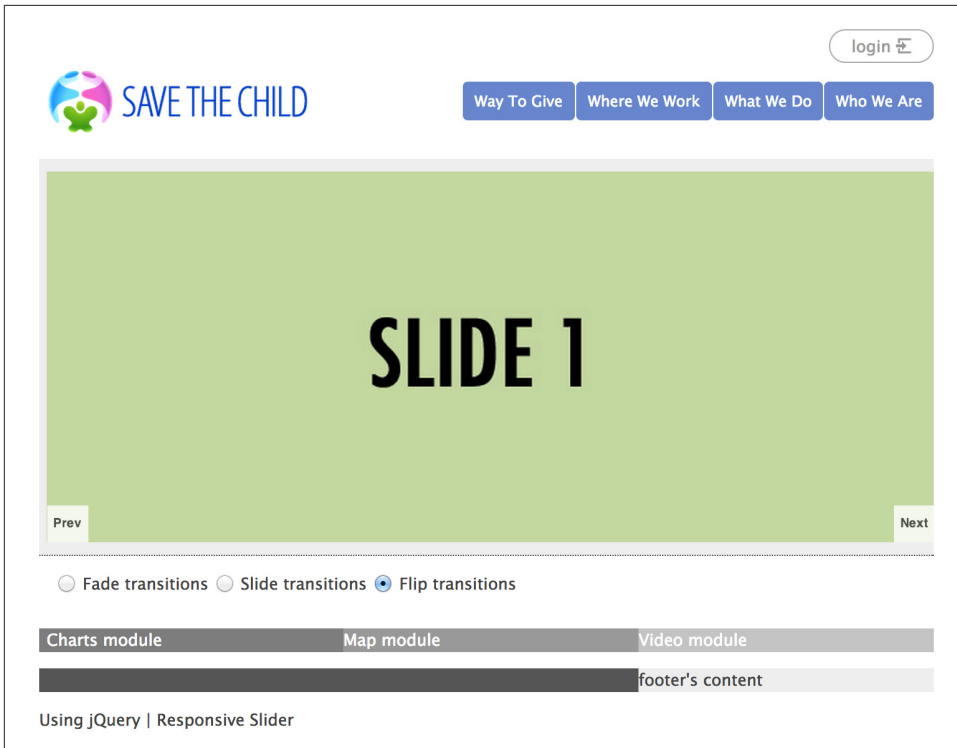 login
SAVE THE CHILD
Way To Give Where We Work What We Do Who We Are
SLIDE 1
Prev Next
Fade transitions Slide transitions Flip transitions
Charts module Map module Video module
footer's content
Using jQuery | Responsive Slider